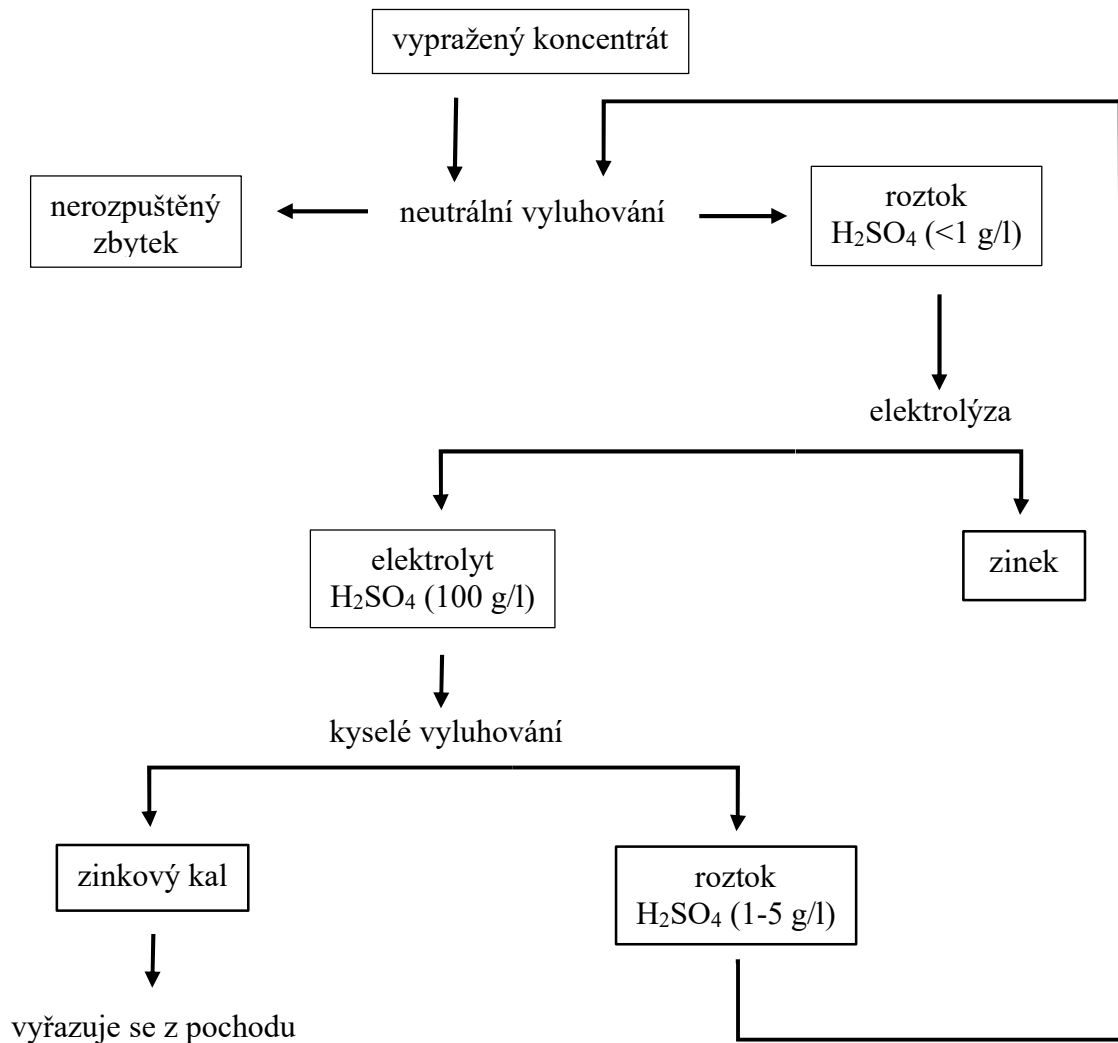 vypražený koncentrát
nerozpuštěný
zbytek
neutrální vyluhování
roztok
H₂SO₄ (<1 g/l)
elektrolýza
elektrolyt
H₂SO₄ (100 g/l)
zinek
kyselé vyluhování
zinkový kal
roztok
H₂SO₄ (1-5 g/l)
vyřazuje se z pochodu